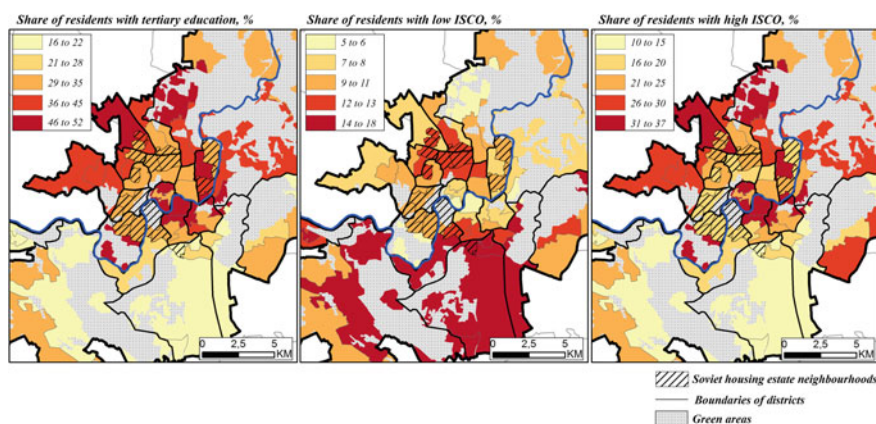 Share of residents with tertiary education, %
16 to 22
21 to 28
29 to 35
36 to 45
46 to 52
0 2,5 5
KM
Share of residents with low ISCO, %
5 to 6
7 to 8
9 to 11
12 to 13
14 to 18
0 2,5 5
KM
Share of residents with high ISCO, %
10 to 15
16 to 20
21 to 25
26 to 30
31 to 37
0 2,5 5
KM
Soviet housing estate neighbourhoods
Boundaries of districts
Green areas